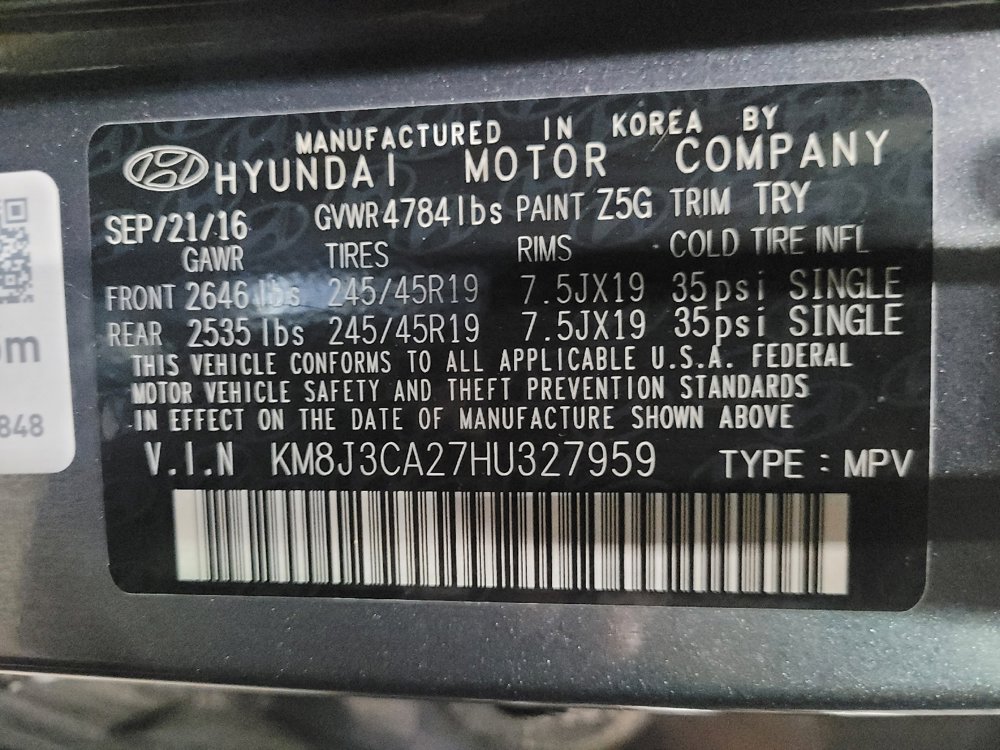 MANUFACTURED IN KOREA BY
HYUNDAI MOTOR COMPANY
SEP/21/16 GVWR 4784lbs PAINT Z5G TRIM TRY
GAWR TIRES RIMS COLD TIRE INFL
FRONT 2646 lbs 245/45R19 7.5JX19 35psi SINGLE
REAR 2535 lbs 245/45R19 7.5JX19 35psi SINGLE
THIS VEHICLE CONFORMS TO ALL APPLICABLE U.S.A. FEDERAL
MOTOR VEHICLE SAFETY AND THEFT PREVENTION STANDARDS
IN EFFECT ON THE DATE OF MANUFACTURE SHOWN ABOVE
V.I.N KM8J3CA27HU327959 TYPE : MPV
848